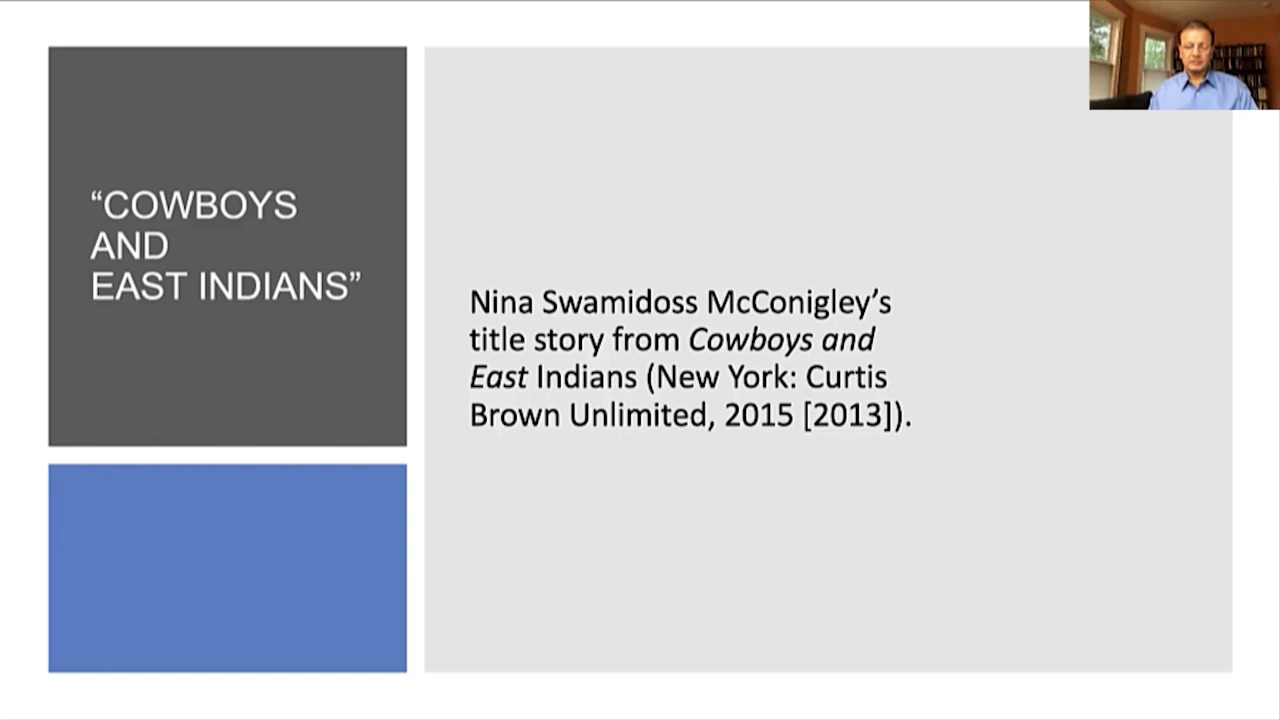 “COWBOYS
AND
EAST INDIANS”
Nina Swamidoss McConigley’s
title story from Cowboys and
East Indians (New York: Curtis
Brown Unlimited, 2015 [2013]).